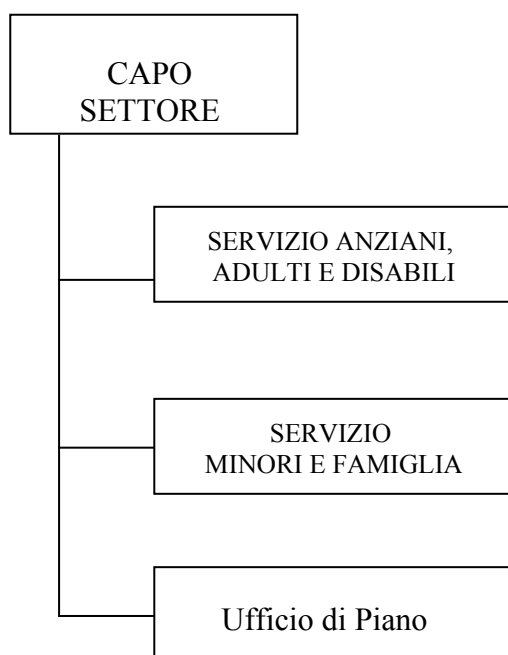 CAPO
SETTORE
SERVIZIO ANZIANI,
ADULTI E DISABILI
SERVIZIO
MINORI E FAMIGLIA
Ufficio di Piano